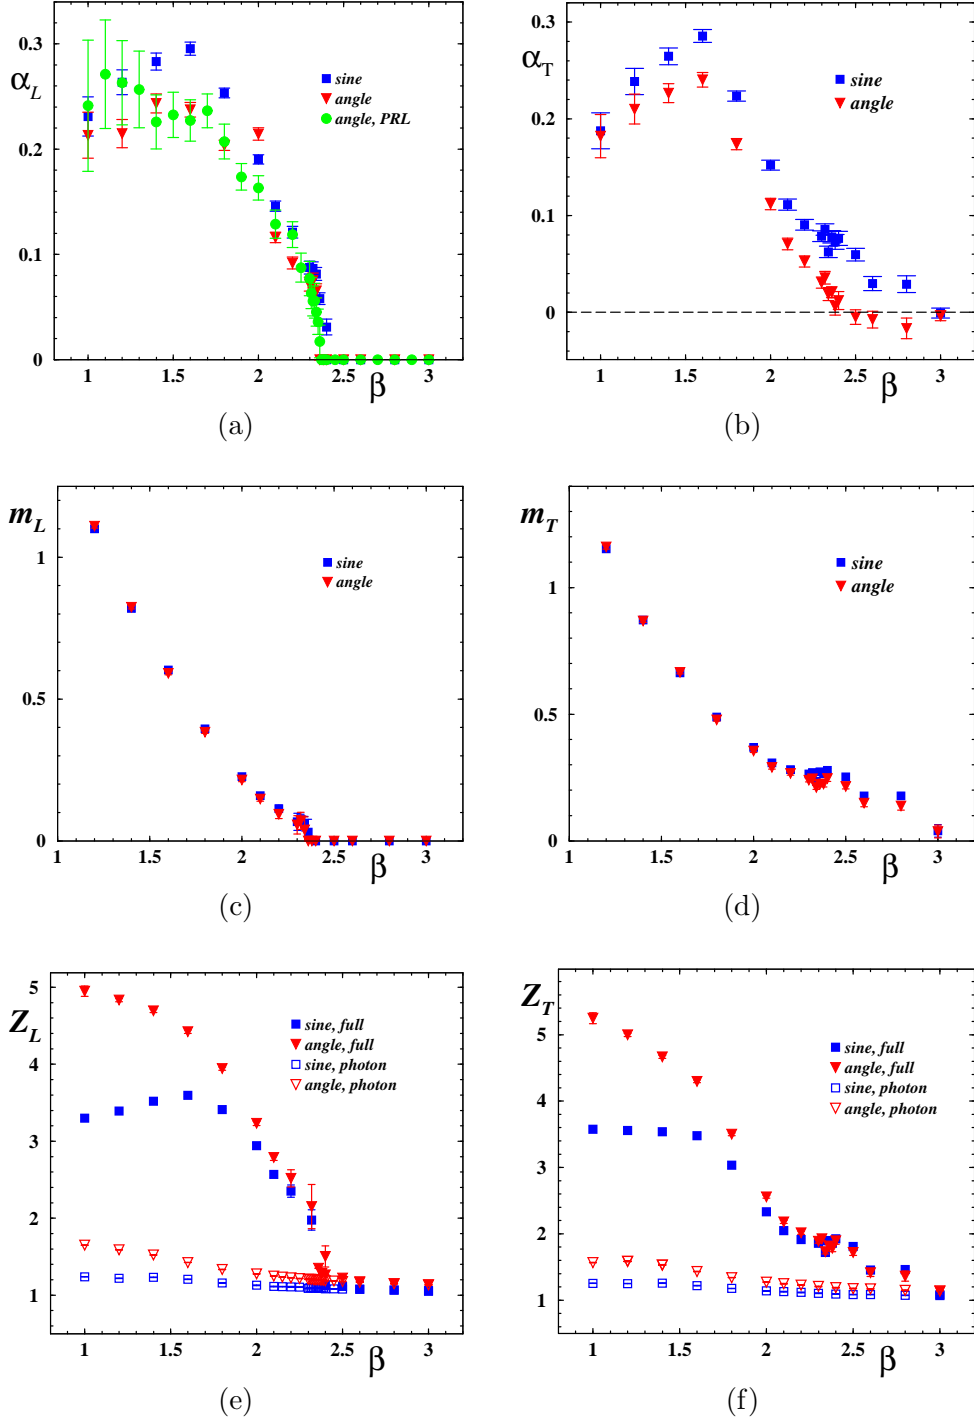 0.3
0.2
0.1
0
α_L
sine
angle
angle, PRL
1
1.5
2
2.5
3
β
(a)
0.3
0.2
0.1
0
α_T
sine
angle
1
1.5
2
2.5
3
β
(b)
m_L
1
0.5
0
sine
angle
1
1.5
2
2.5
3
β
(c)
m_T
1
0.5
0
sine
angle
1
1.5
2
2.5
3
β
(d)
5
4
3
2
1
Z_L
sine, full
angle, full
sine, photon
angle, photon
1
1.5
2
2.5
3
β
(e)
Z_T
5
4
3
2
1
sine, full
angle, full
sine, photon
angle, photon
1
1.5
2
2.5
3
β
(f)